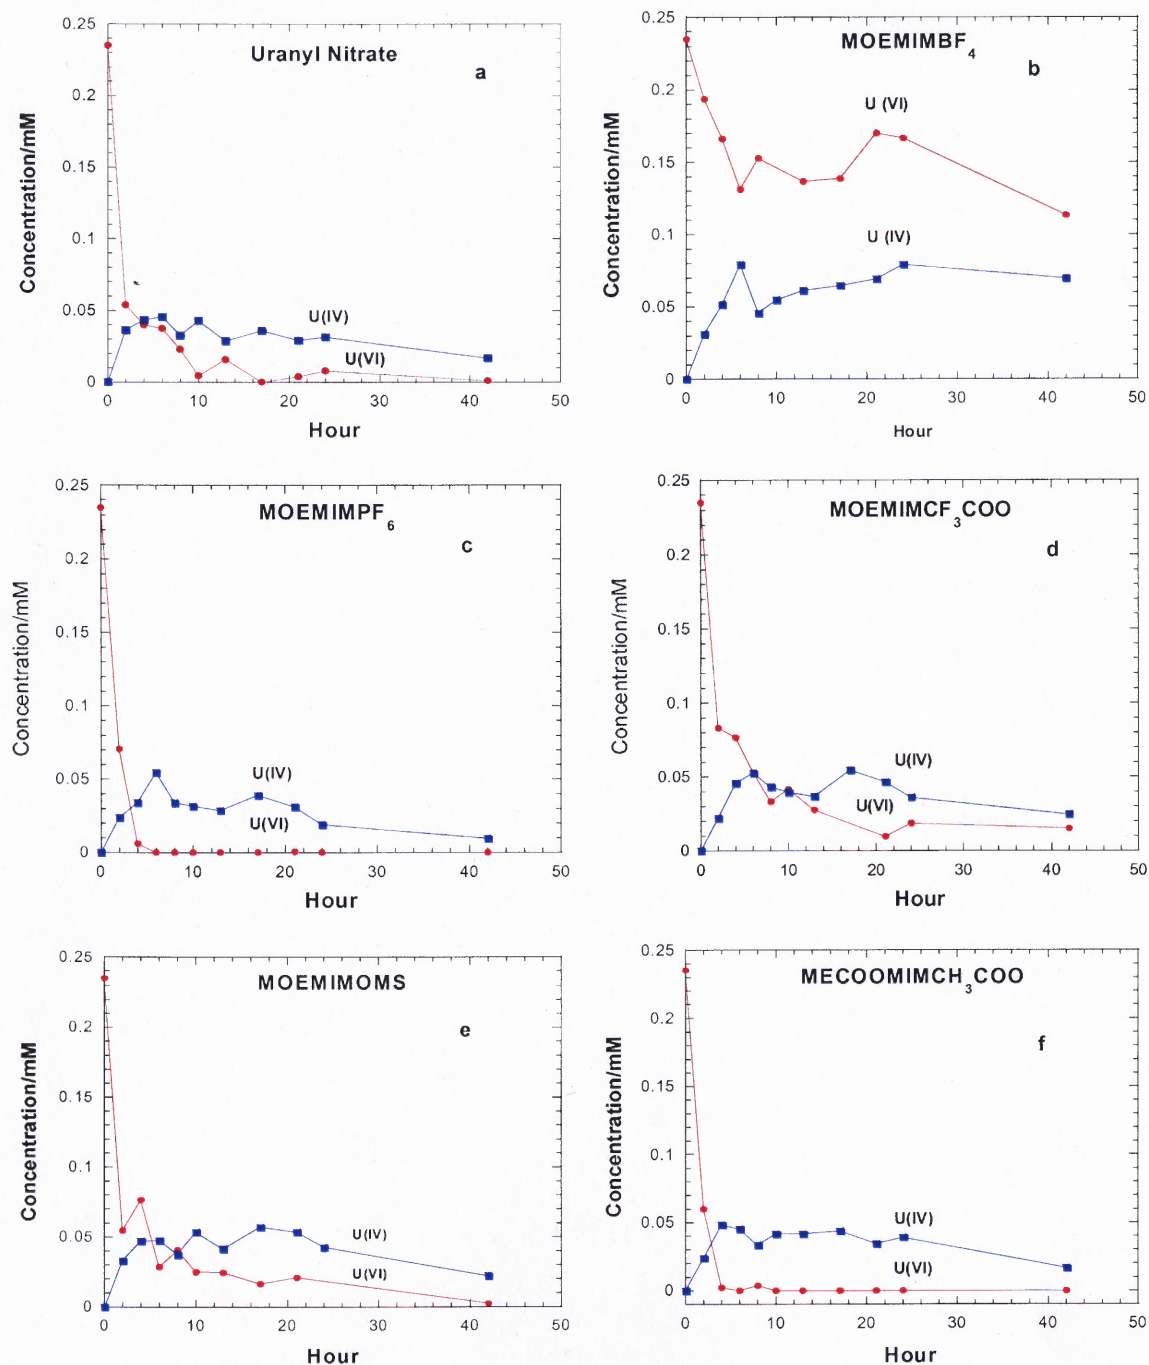 Uranyl Nitrate
a
Concentration/mM
0.25
0.2
0.15
0.1
0.05
0
U(IV)
U(VI)
0 10 20 30 40 50
Hour
MOEMIMBF4
b
Concentration/mM
0.25
0.2
0.15
0.1
0.05
0
U (VI)
U (IV)
0 10 20 30 40 50
Hour
MOEMIMPF6
c
Concentration/mM
0.25
0.2
0.15
0.1
0.05
0
U(IV)
U(VI)
0 10 20 30 40 50
Hour
MOEMIMCF3COO
d
Concentration/mM
0.25
0.2
0.15
0.1
0.05
0
U(IV)
U(VI)
0 10 20 30 40 50
Hour
MOEMIMOMS
e
Concentration/mM
0.25
0.2
0.15
0.1
0.05
0
U(IV)
U(VI)
0 10 20 30 40 50
Hour
MECOOMIMCH3COO
f
Concentration/mM
0.25
0.2
0.15
0.1
0.05
0
U(IV)
U(VI)
0 10 20 30 40 50
Hour